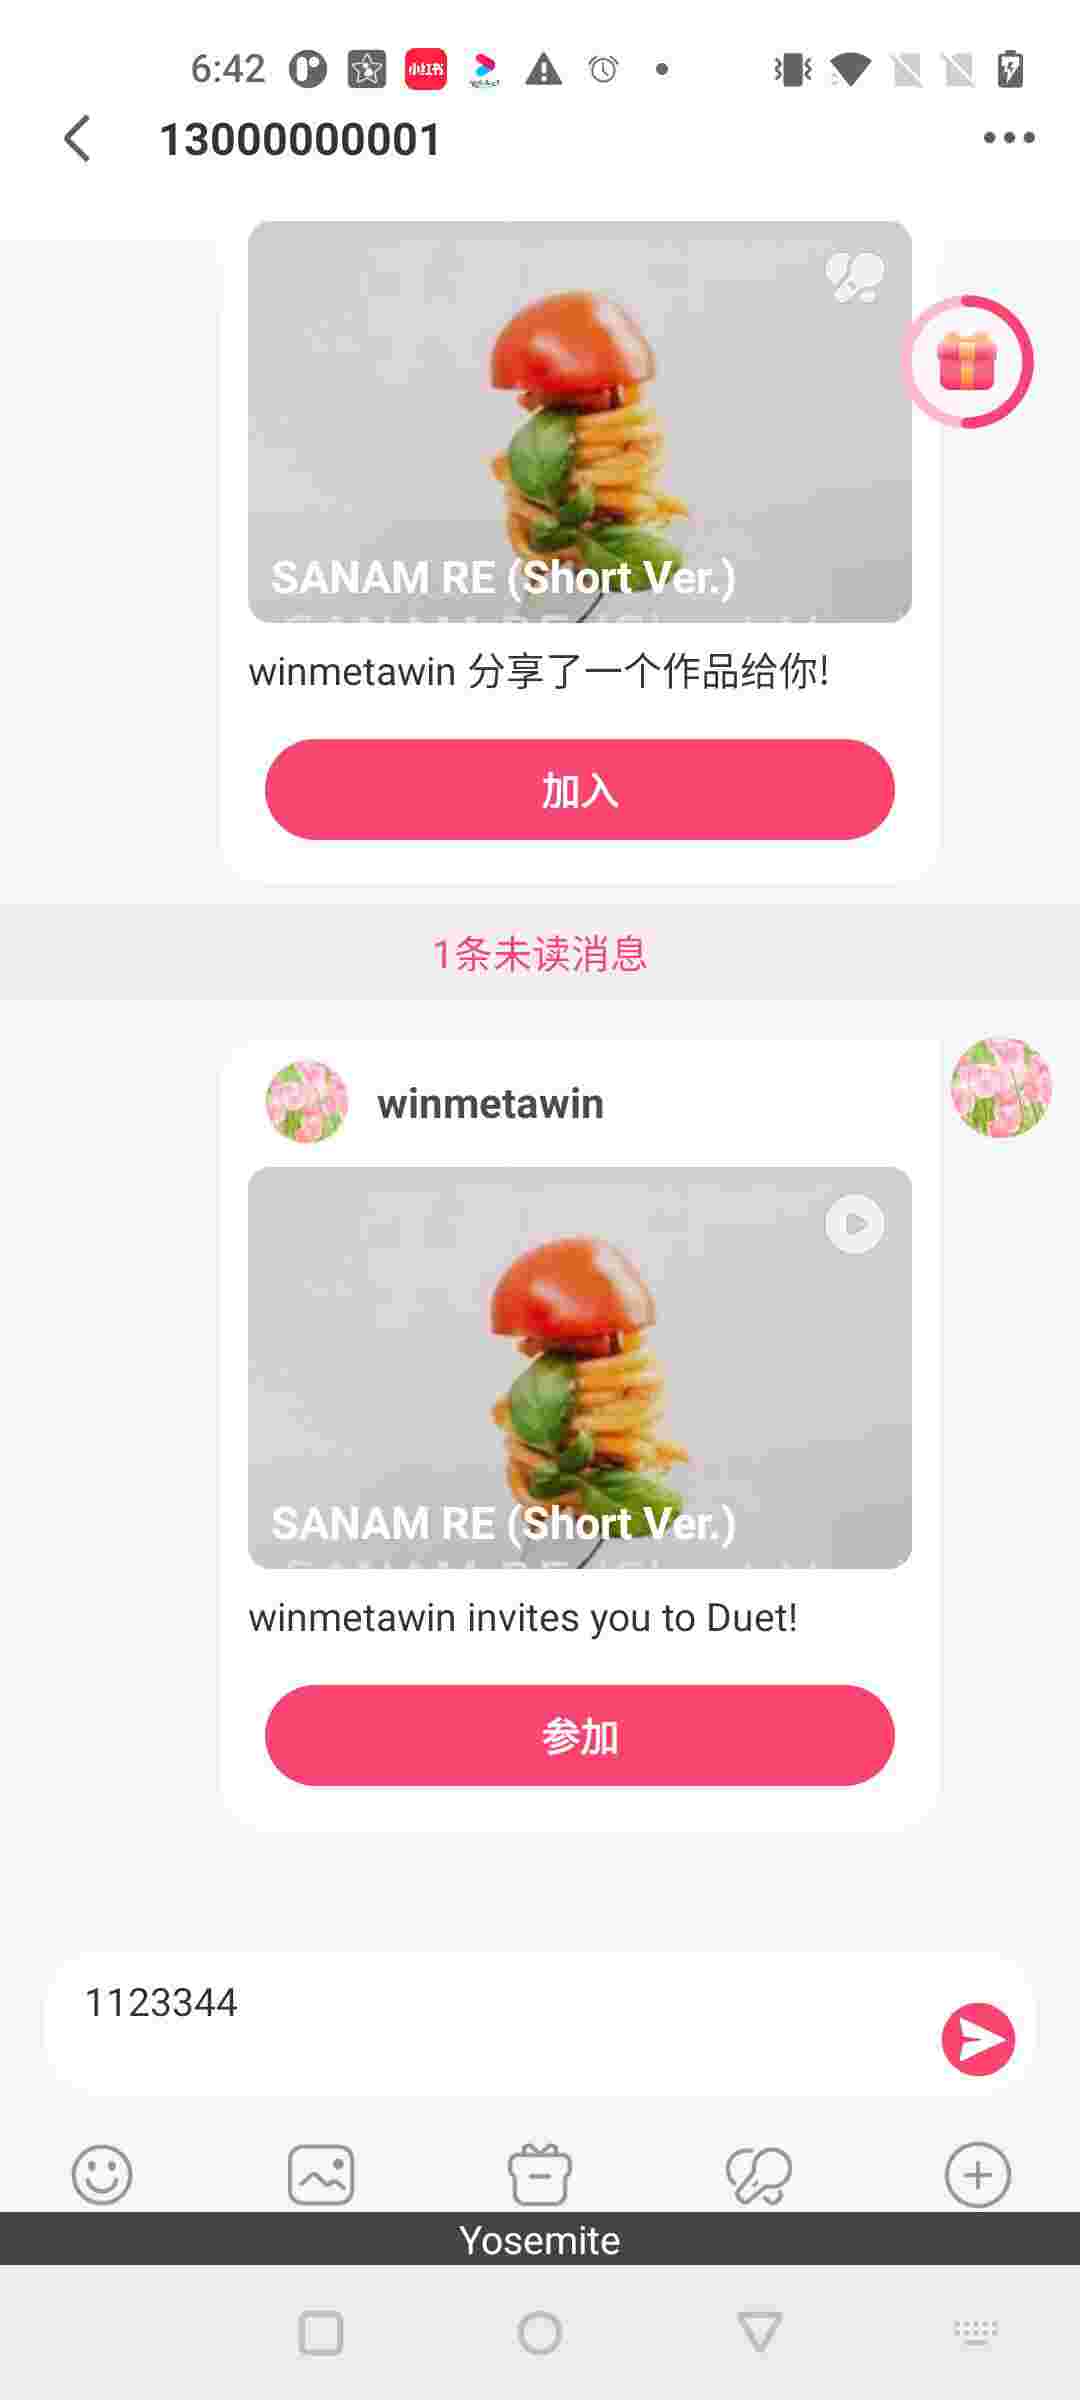 6:42
小红书
13000000001
SANAM RE (Short Ver.)
winmetawin 分享了一个作品给你!
加入
1条未读消息
winmetawin
SANAM RE (Short Ver.)
winmetawin invites you to Duet!
参加
1123344
Yosemite